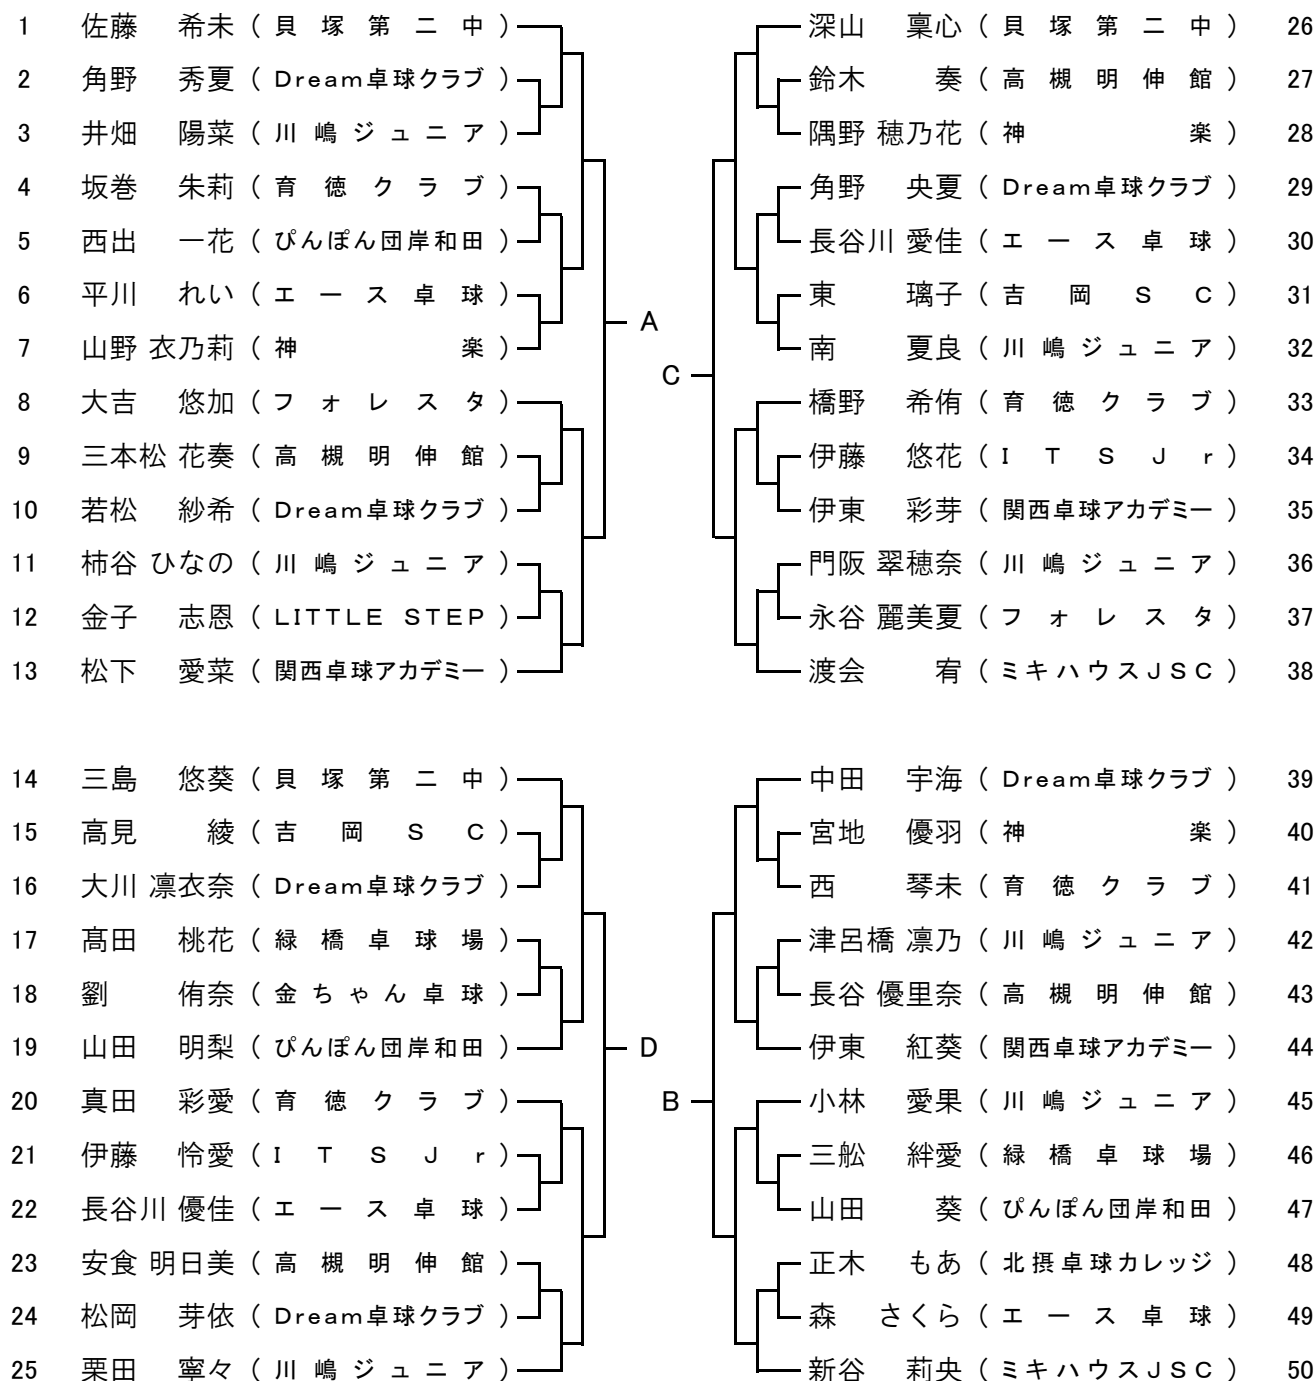 1 佐藤 希未 ( 貝塚第二中 )
2 角野 秀夏 ( Dream卓球クラブ )
3 井畑 陽菜 ( 川嶋ジュニア )
4 坂巻 朱莉 ( 育徳クラブ )
5 西出 一花 ( ぴんぽん団岸和田 )
6 平川 れい ( エース卓球 )
7 山野 衣乃莉 ( 神楽 )
A
8 大吉 悠加 ( フォレスタ )
9 三本松 花奏 ( 高槻明伸館 )
10 若松 紗希 ( Dream卓球クラブ )
11 柿谷 ひなの ( 川嶋ジュニア )
12 金子 志恩 ( LITTLE STEP )
13 松下 愛菜 ( 関西卓球アカデミー )
14 三島 悠葵 ( 貝塚第二中 )
15 高見 綾 ( 吉岡SC )
16 大川 凛衣奈 ( Dream卓球クラブ )
17 髙田 桃花 ( 緑橋卓球場 )
18 劉 侑奈 ( 金ちゃん卓球 )
19 山田 明梨 ( ぴんぽん団岸和田 )
D
20 真田 彩愛 ( 育徳クラブ )
21 伊藤 怜愛 ( ITSJr )
22 長谷川 優佳 ( エース卓球 )
23 安食 明日美 ( 高槻明伸館 )
24 松岡 芽依 ( Dream卓球クラブ )
25 栗田 寧々 ( 川嶋ジュニア )
深山 稟心 ( 貝塚第二中 ) 26
鈴木 奏 ( 高槻明伸館 ) 27
隅野 穂乃花 ( 神楽 ) 28
角野 央夏 ( Dream卓球クラブ ) 29
長谷川 愛佳 ( エース卓球 ) 30
東 璃子 ( 吉岡SC ) 31
南 夏良 ( 川嶋ジュニア ) 32
C
橋野 希侑 ( 育徳クラブ ) 33
伊藤 悠花 ( ITSJr ) 34
伊東 彩芽 ( 関西卓球アカデミー ) 35
門阪 翠穂奈 ( 川嶋ジュニア ) 36
永谷 麗美夏 ( フォレスタ ) 37
渡会 宥 ( ミキハウスJSC ) 38
中田 宇海 ( Dream卓球クラブ ) 39
宮地 優羽 ( 神楽 ) 40
西 琴未 ( 育徳クラブ ) 41
津呂橋 凛乃 ( 川嶋ジュニア ) 42
長谷 優里奈 ( 高槻明伸館 ) 43
伊東 紅葵 ( 関西卓球アカデミー ) 44
B
小林 愛果 ( 川嶋ジュニア ) 45
三舩 絆愛 ( 緑橋卓球場 ) 46
山田 葵 ( ぴんぽん団岸和田 ) 47
正木 もあ ( 北摂卓球カレッジ ) 48
森 さくら ( エース卓球 ) 49
新谷 莉央 ( ミキハウスJSC ) 50